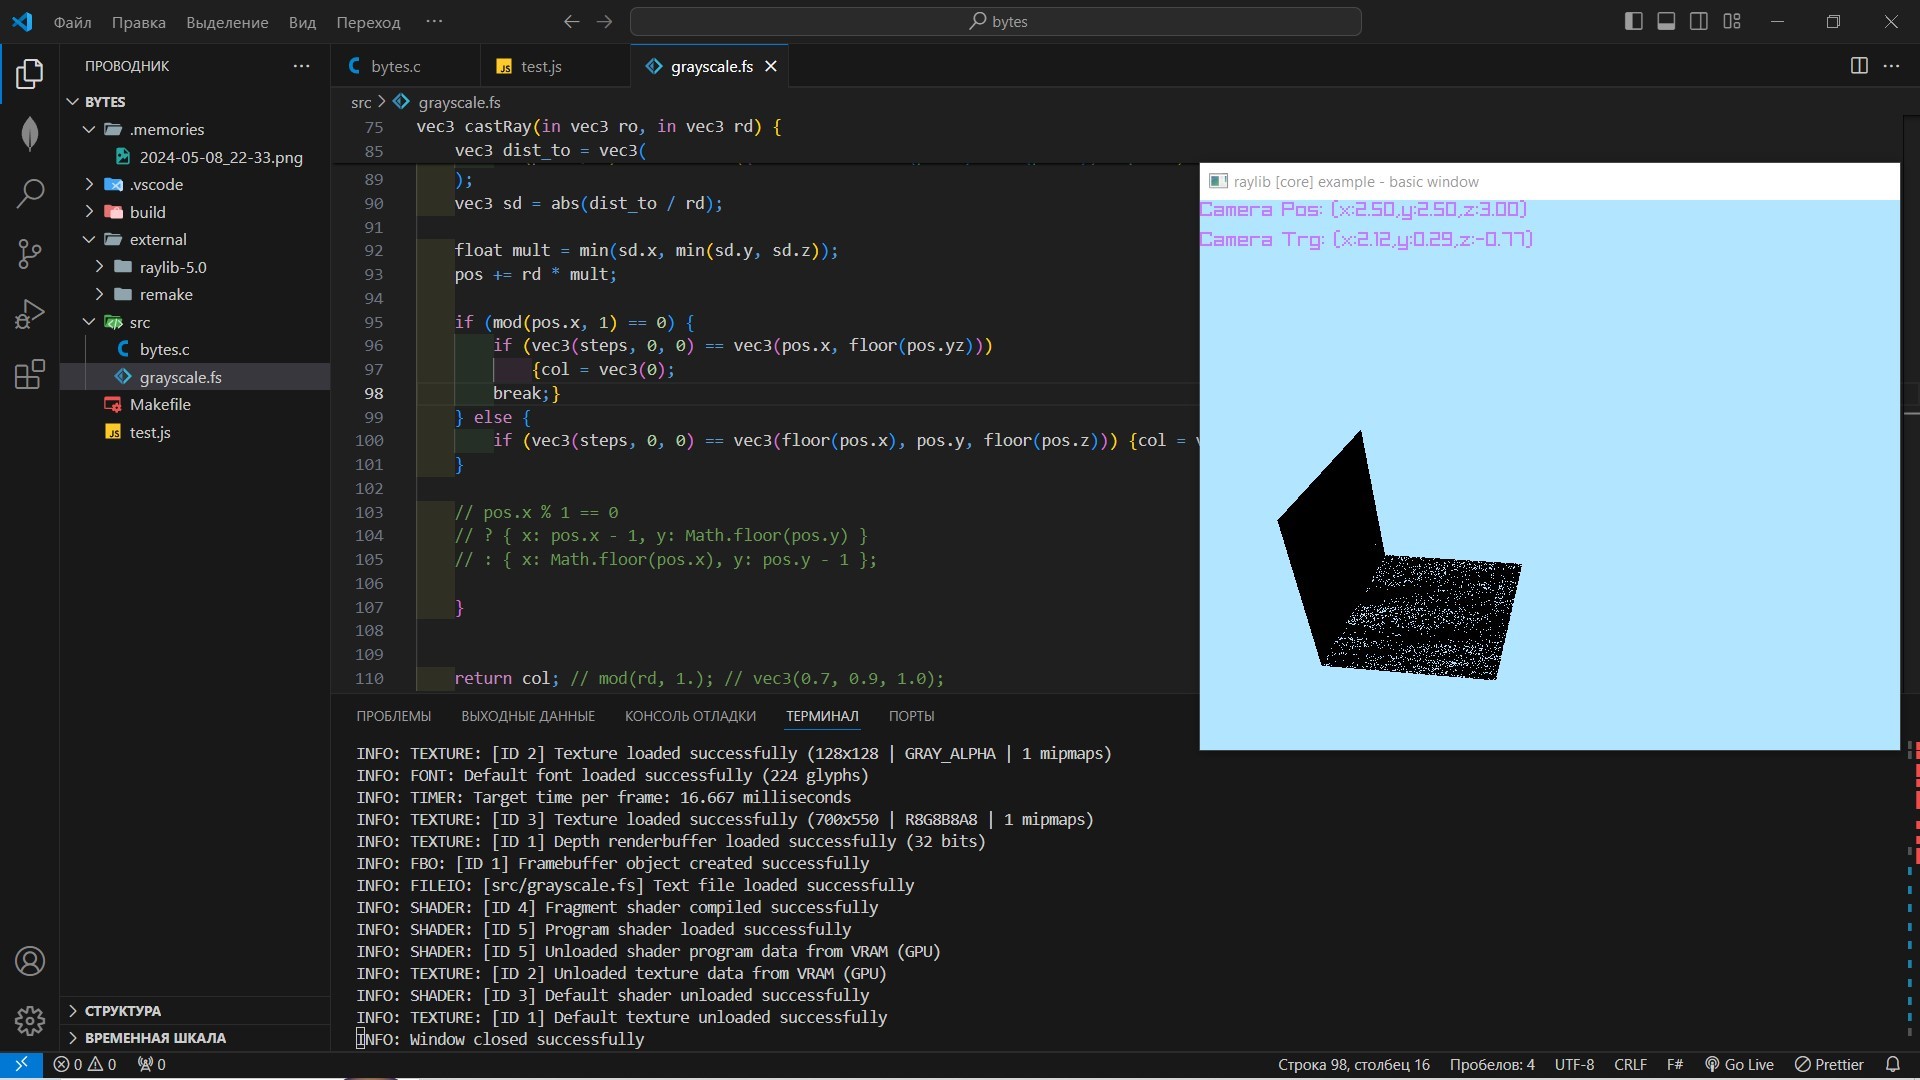 Файл Правка Выделение Вид Переход ··· bytes
ПРОВОДНИК ···
BYTES
.memories
2024-05-08_22-33.png
.vscode
build
external
raylib-5.0
remake
src
bytes.c
grayscale.fs
Makefile
test.js
СТРУКТУРА
ВРЕМЕННАЯ ШКАЛА
bytes.c test.js grayscale.fs
src > grayscale.fs
75 vec3 castRay(in vec3 ro, in vec3 rd) {
85 vec3 dist_to = vec3(
89 );
90 vec3 sd = abs(dist_to / rd);
91
92 float mult = min(sd.x, min(sd.y, sd.z));
93 pos += rd * mult;
94
95 if (mod(pos.x, 1) == 0) {
96 if (vec3(steps, 0, 0) == vec3(pos.x, floor(pos.yz)))
97 {col = vec3(0);
98 break;}
99 } else {
100 if (vec3(steps, 0, 0) == vec3(floor(pos.x), pos.y, floor(pos.z))) {col =
101 }
102
103 // pos.x % 1 == 0
104 // ? { x: pos.x - 1, y: Math.floor(pos.y) }
105 // : { x: Math.floor(pos.x), y: pos.y - 1 };
106
107 }
108
109
110 return col; // mod(rd, 1.); // vec3(0.7, 0.9, 1.0);
raylib [core] example - basic window
Camera Pos: (x:2.50,y:2.50,z:3.00)
Camera Trg: (x:2.12,y:0.29,z:-0.77)
ПРОБЛЕМЫ ВЫХОДНЫЕ ДАННЫЕ КОНСОЛЬ ОТЛАДКИ ТЕРМИНАЛ ПОРТЫ
INFO: TEXTURE: [ID 2] Texture loaded successfully (128x128 | GRAY_ALPHA | 1 mipmaps)
INFO: FONT: Default font loaded successfully (224 glyphs)
INFO: TIMER: Target time per frame: 16.667 milliseconds
INFO: TEXTURE: [ID 3] Texture loaded successfully (700x550 | R8G8B8A8 | 1 mipmaps)
INFO: TEXTURE: [ID 1] Depth renderbuffer loaded successfully (32 bits)
INFO: FBO: [ID 1] Framebuffer object created successfully
INFO: FILEIO: [src/grayscale.fs] Text file loaded successfully
INFO: SHADER: [ID 4] Fragment shader compiled successfully
INFO: SHADER: [ID 5] Program shader loaded successfully
INFO: SHADER: [ID 5] Unloaded shader program data from VRAM (GPU)
INFO: TEXTURE: [ID 2] Unloaded texture data from VRAM (GPU)
INFO: SHADER: [ID 3] Default shader unloaded successfully
INFO: TEXTURE: [ID 1] Default texture unloaded successfully
INFO: Window closed successfully
0 0 0 Строка 98, столбец 16 Пробелов: 4 UTF-8 CRLF F# Go Live Prettier